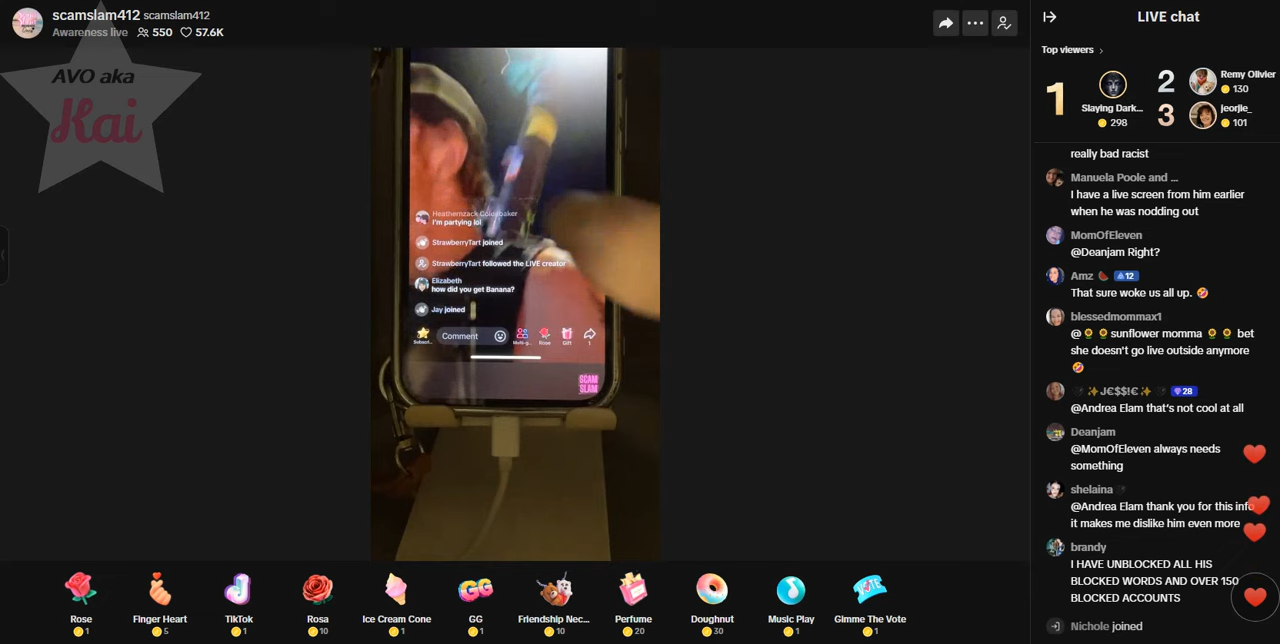 scamslam412 scamslam412
Awareness live 550 57.6K
AVO aka
Kai
Heathernzack Coleabaker
I'm partying lol
StrawberryTart joined
StrawberryTart followed the LIVE creator
Elizabeth
how did you get Banana?
Jay joined
Comment
Subscri... Multi-g... Rose Gift 1
SCAM
SLAM
Rose
1
Finger Heart
5
TikTok
1
Rosa
10
Ice Cream Cone
1
GG
1
Friendship Nec...
10
Perfume
20
Doughnut
30
Music Play
1
Gimme The Vote
1
LIVE chat
Top viewers
1
Slaying Dark...
298
2
Remy Olivier
130
3
jeorjie_
101
really bad racist
Manuela Poole and ...
I have a live screen from him earlier
when he was nodding out
MomOfEleven
@Deanjam Right?
Amz 🍉 12
That sure woke us all up. 🤣
blessedmommax1
@🌻🌻sunflower momma 🌻🌻 bet
she doesn't go live outside anymore
🤣
✨J€$$!€✨ 28
@Andrea Elam that's not cool at all
Deanjam
@MomOfEleven always needs
something
shelaina
@Andrea Elam thank you for this info
it makes me dislike him even more
brandy
I HAVE UNBLOCKED ALL HIS
BLOCKED WORDS AND OVER 150
BLOCKED ACCOUNTS
Nichole joined